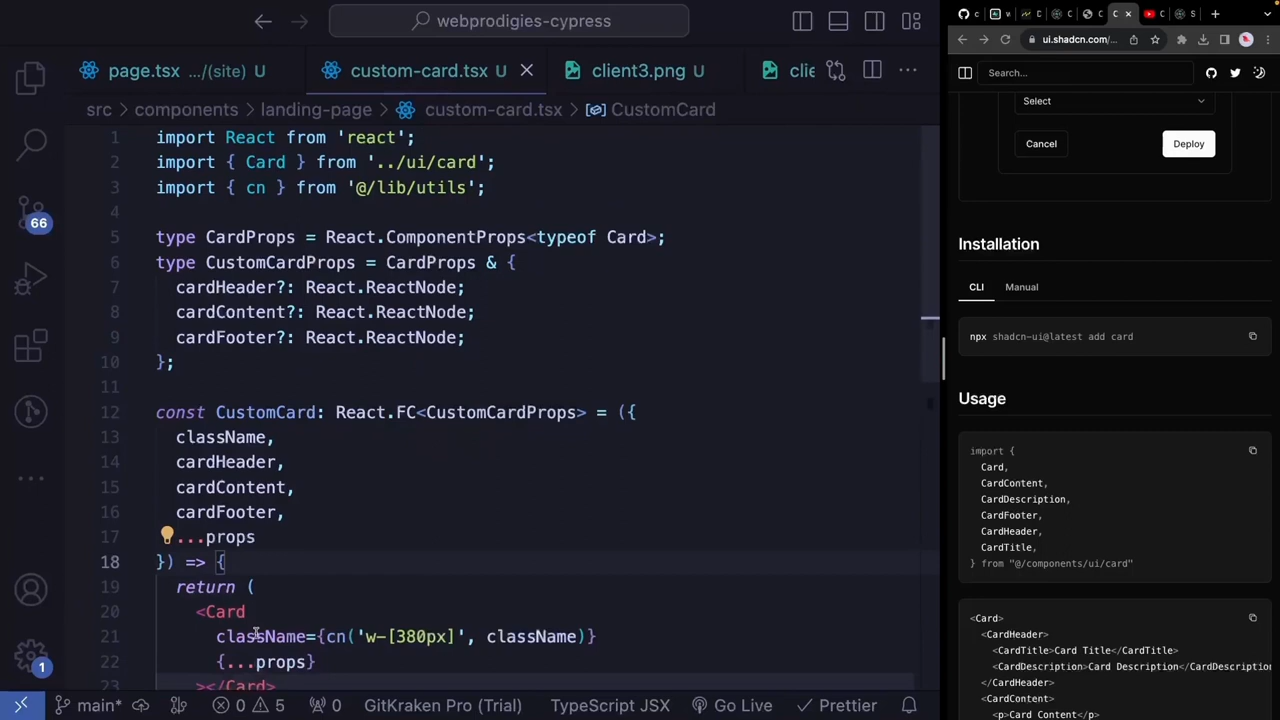 webprodigies-cypress
page.tsx .../(site) U
custom-card.tsx U
client3.png U
clie
src > components > landing-page > custom-card.tsx > CustomCard
1 import React from 'react';
2 import { Card } from '../ui/card';
3 import { cn } from '@/lib/utils';
4
5 type CardProps = React.ComponentProps<typeof Card>;
6 type CustomCardProps = CardProps & {
7 cardHeader?: React.ReactNode;
8 cardContent?: React.ReactNode;
9 cardFooter?: React.ReactNode;
10 };
11
12 const CustomCard: React.FC<CustomCardProps> = ({
13 className,
14 cardHeader,
15 cardContent,
16 cardFooter,
17 ...props
18 }) => {
19 return (
20 <Card
21 className={cn('w-[380px]', className)}
22 {...props}
23 ></Card>
66
1
main* 0 5 0 GitKraken Pro (Trial) TypeScript JSX Go Live Prettier
ui.shadcn.com/...
Search...
Select
Cancel
Deploy
Installation
CLI Manual
npx shadcn-ui@latest add card
Usage
import {
Card,
CardContent,
CardDescription,
CardFooter,
CardHeader,
CardTitle,
} from "@/components/ui/card"
<Card>
<CardHeader>
<CardTitle>Card Title</CardTitle>
<CardDescription>Card Description</CardDescription
</CardHeader>
<CardContent>
<p>Card Content</p>